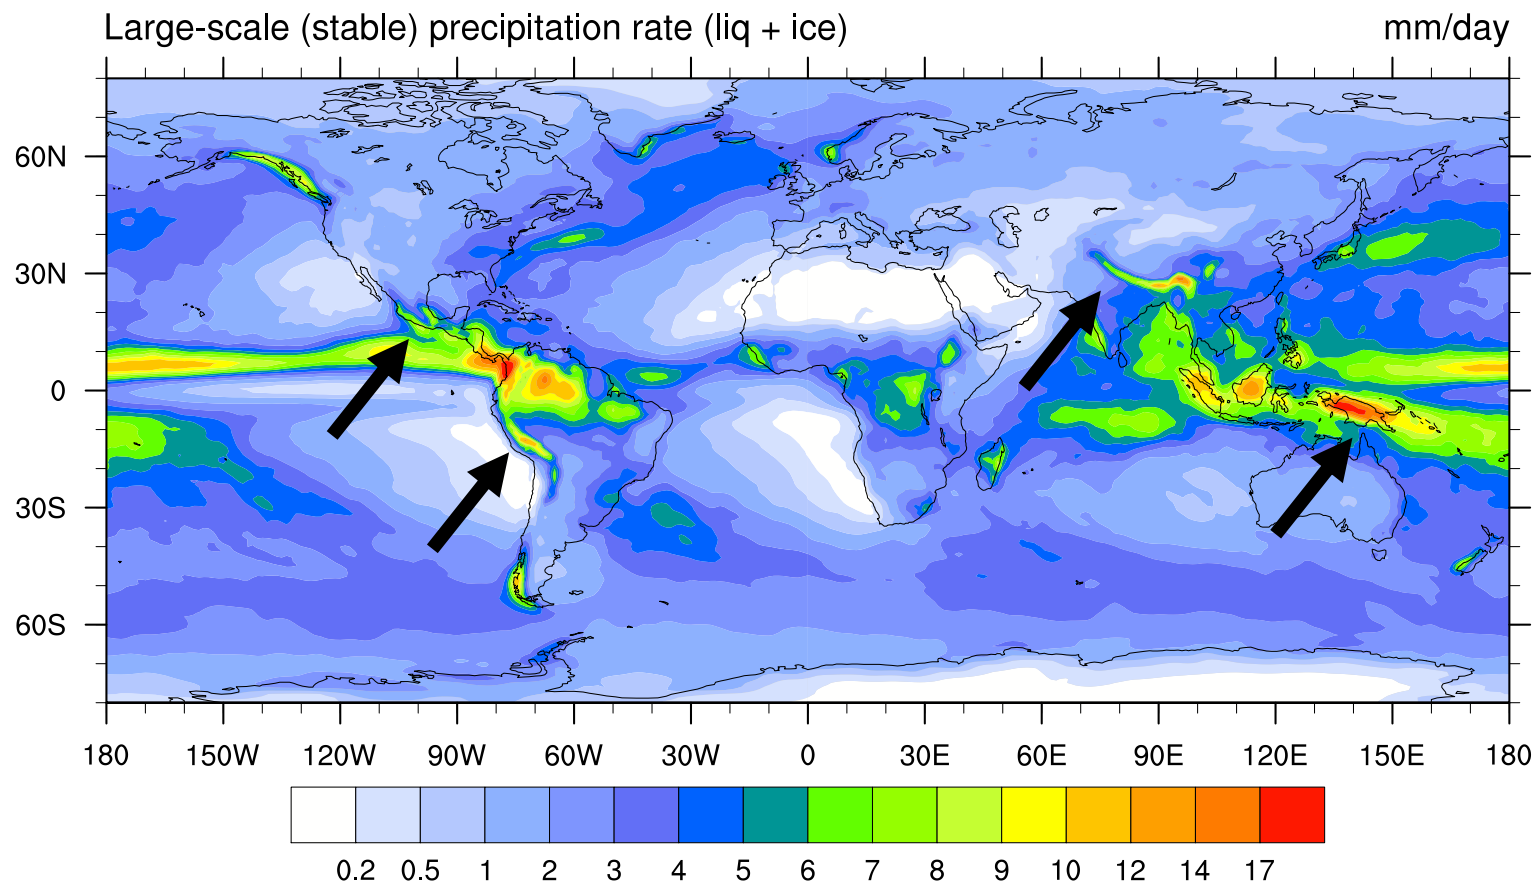 Large-scale (stable) precipitation rate (liq + ice) mm/day
60N
30N
0
30S
60S
180 150W 120W 90W 60W 30W 0 30E 60E 90E 120E 150E 180
0.2 0.5 1 2 3 4 5 6 7 8 9 10 12 14 17